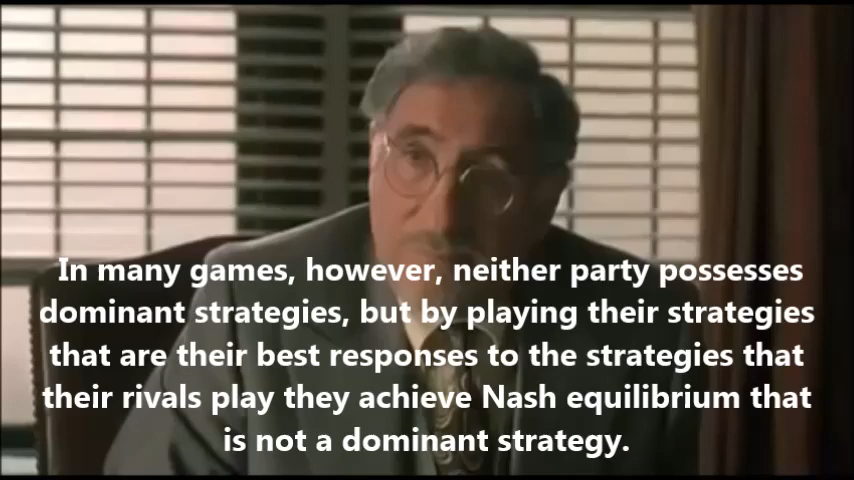 In many games, however, neither party possesses
dominant strategies, but by playing their strategies
that are their best responses to the strategies that
their rivals play they achieve Nash equilibrium that
is not a dominant strategy.